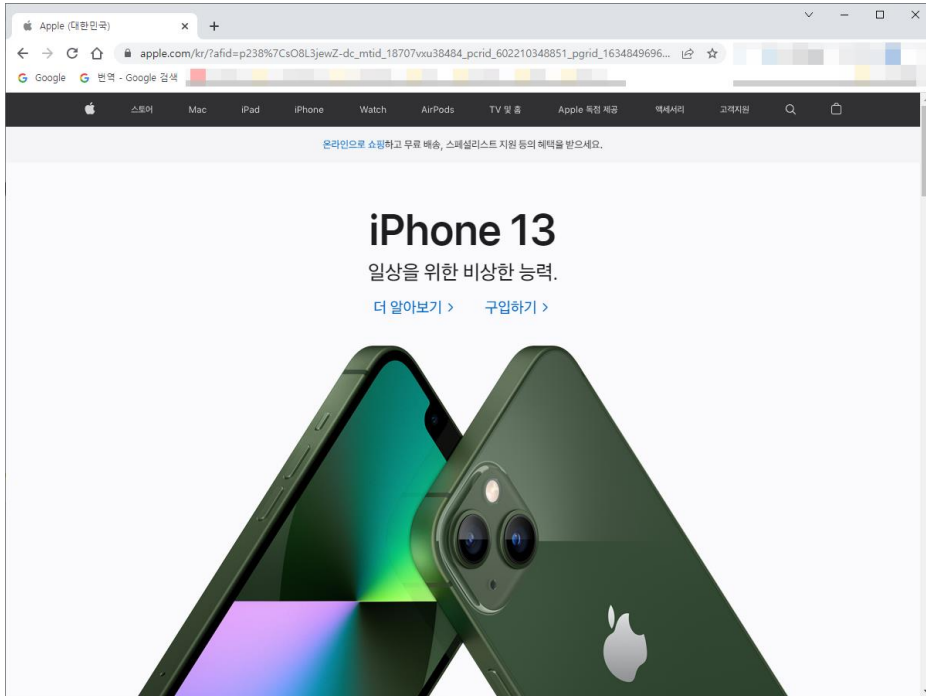 Apple (대한민국)
apple.com/kr/?afid=p238%7CsO8L3jewZ-dc_mtid_18707vxu38484_pcrid_602210348851_pgrid_1634849696...
Google 번역 - Google 검색
스토어 Mac iPad iPhone Watch AirPods TV 및 홈 Apple 독점 제공 액세서리 고객지원
온라인으로 쇼핑하고 무료 배송, 스페셜리스트 지원 등의 혜택을 받으세요.
iPhone 13
일상을 위한 비상한 능력.
더 알아보기 > 구입하기 >